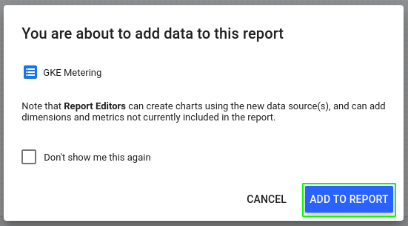 You are about to add data to this report
GKE Metering
Note that Report Editors can create charts using the new data source(s), and can add
dimensions and metrics not currently included in the report.
Don't show me this again
CANCEL ADD TO REPORT